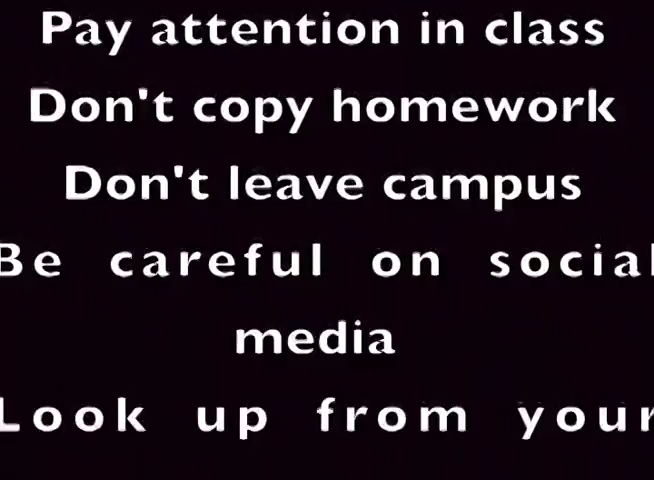 Pay attention in class
Don't copy homework
Don't leave campus
Be careful on social
media
Look up from your